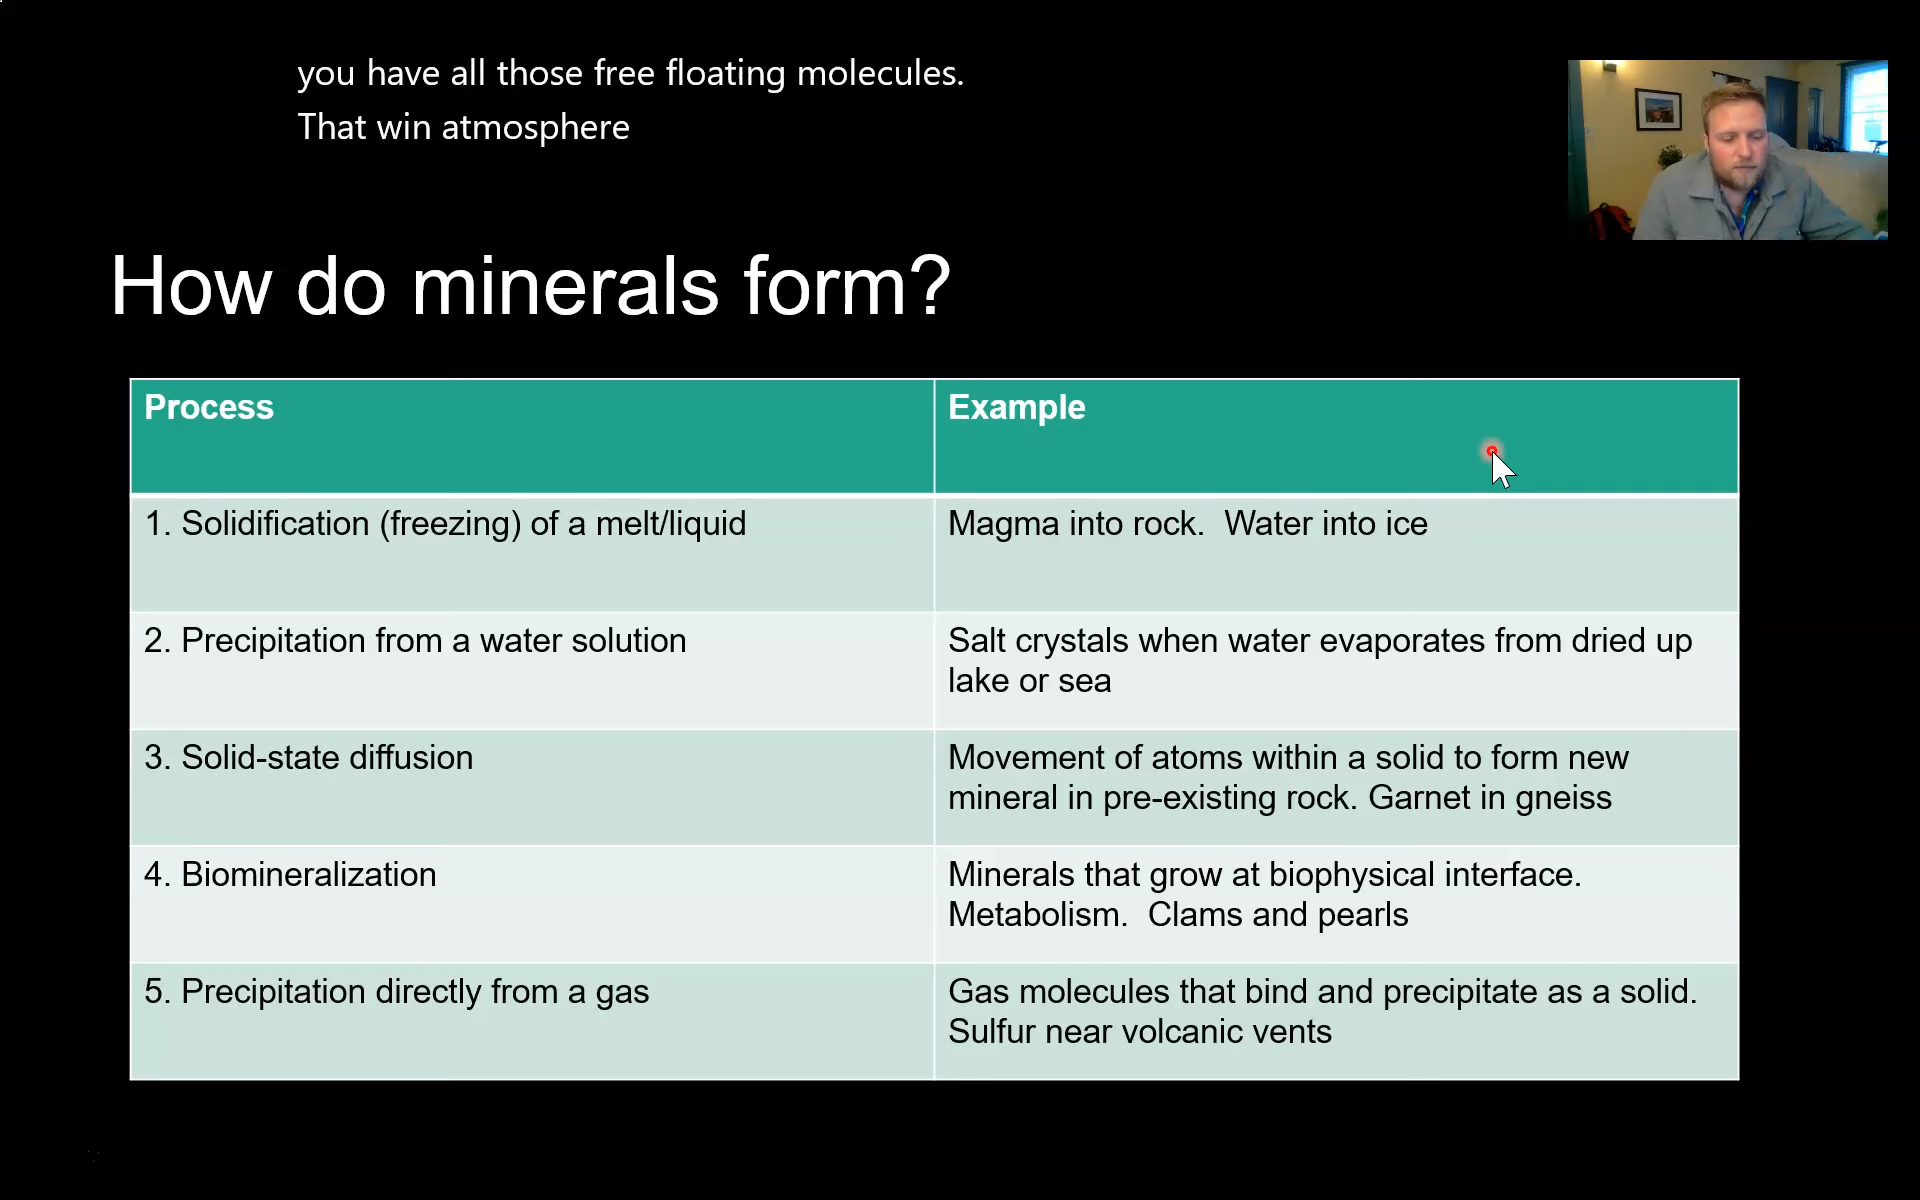 you have all those free floating molecules.
That win atmosphere
How do minerals form?
Process
Example
1. Solidification (freezing) of a melt/liquid
Magma into rock.  Water into ice
2. Precipitation from a water solution
Salt crystals when water evaporates from dried up
lake or sea
3. Solid-state diffusion
Movement of atoms within a solid to form new
mineral in pre-existing rock. Garnet in gneiss
4. Biomineralization
Minerals that grow at biophysical interface.
Metabolism.  Clams and pearls
5. Precipitation directly from a gas
Gas molecules that bind and precipitate as a solid.
Sulfur near volcanic vents